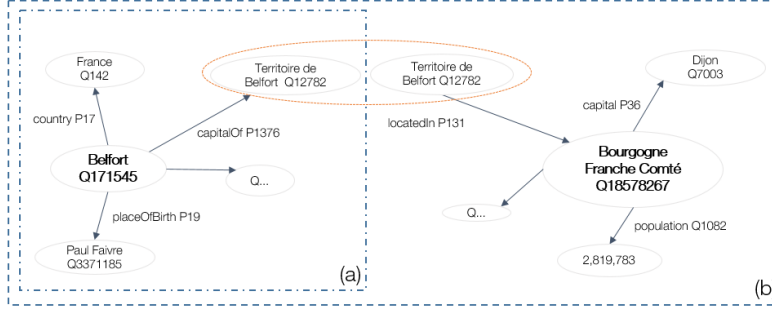 France
Q142
Territoire de
Belfort Q12782
Territoire de
Belfort Q12782
Dijon
Q7003
country P17
capitalOf P1376
locatedIn P131
capital P36
Belfort
Q171545
Q...
Bourgogne
Franche Comté
Q18578267
Q...
placeOfBirth P19
population Q1082
Paul Faivre
Q3371185
2,819,783
(a)
(b